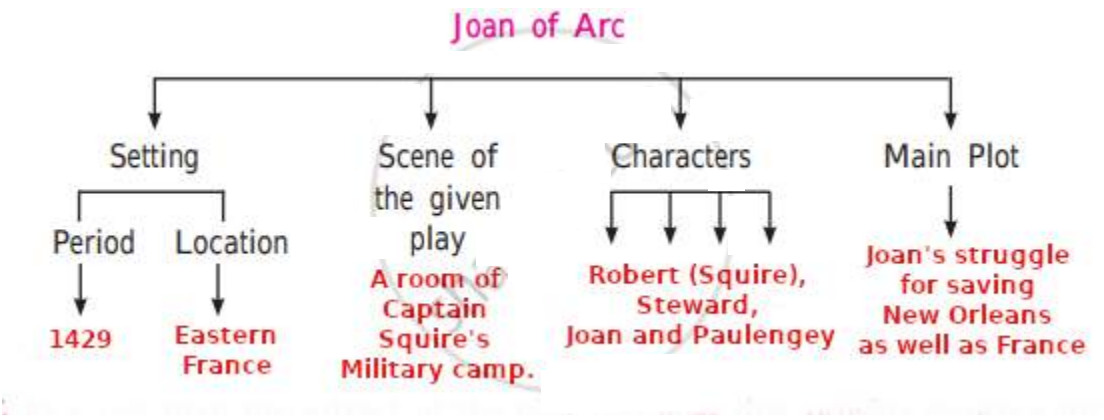 Joan of Arc
Setting
Scene of
the given
play
Characters
Main Plot
Period
Location
1429
Eastern
France
A room of
Captain
Squire's
Military camp.
Robert (Squire),
Steward,
Joan and Paulengey
Joan's struggle
for saving
New Orleans
as well as France